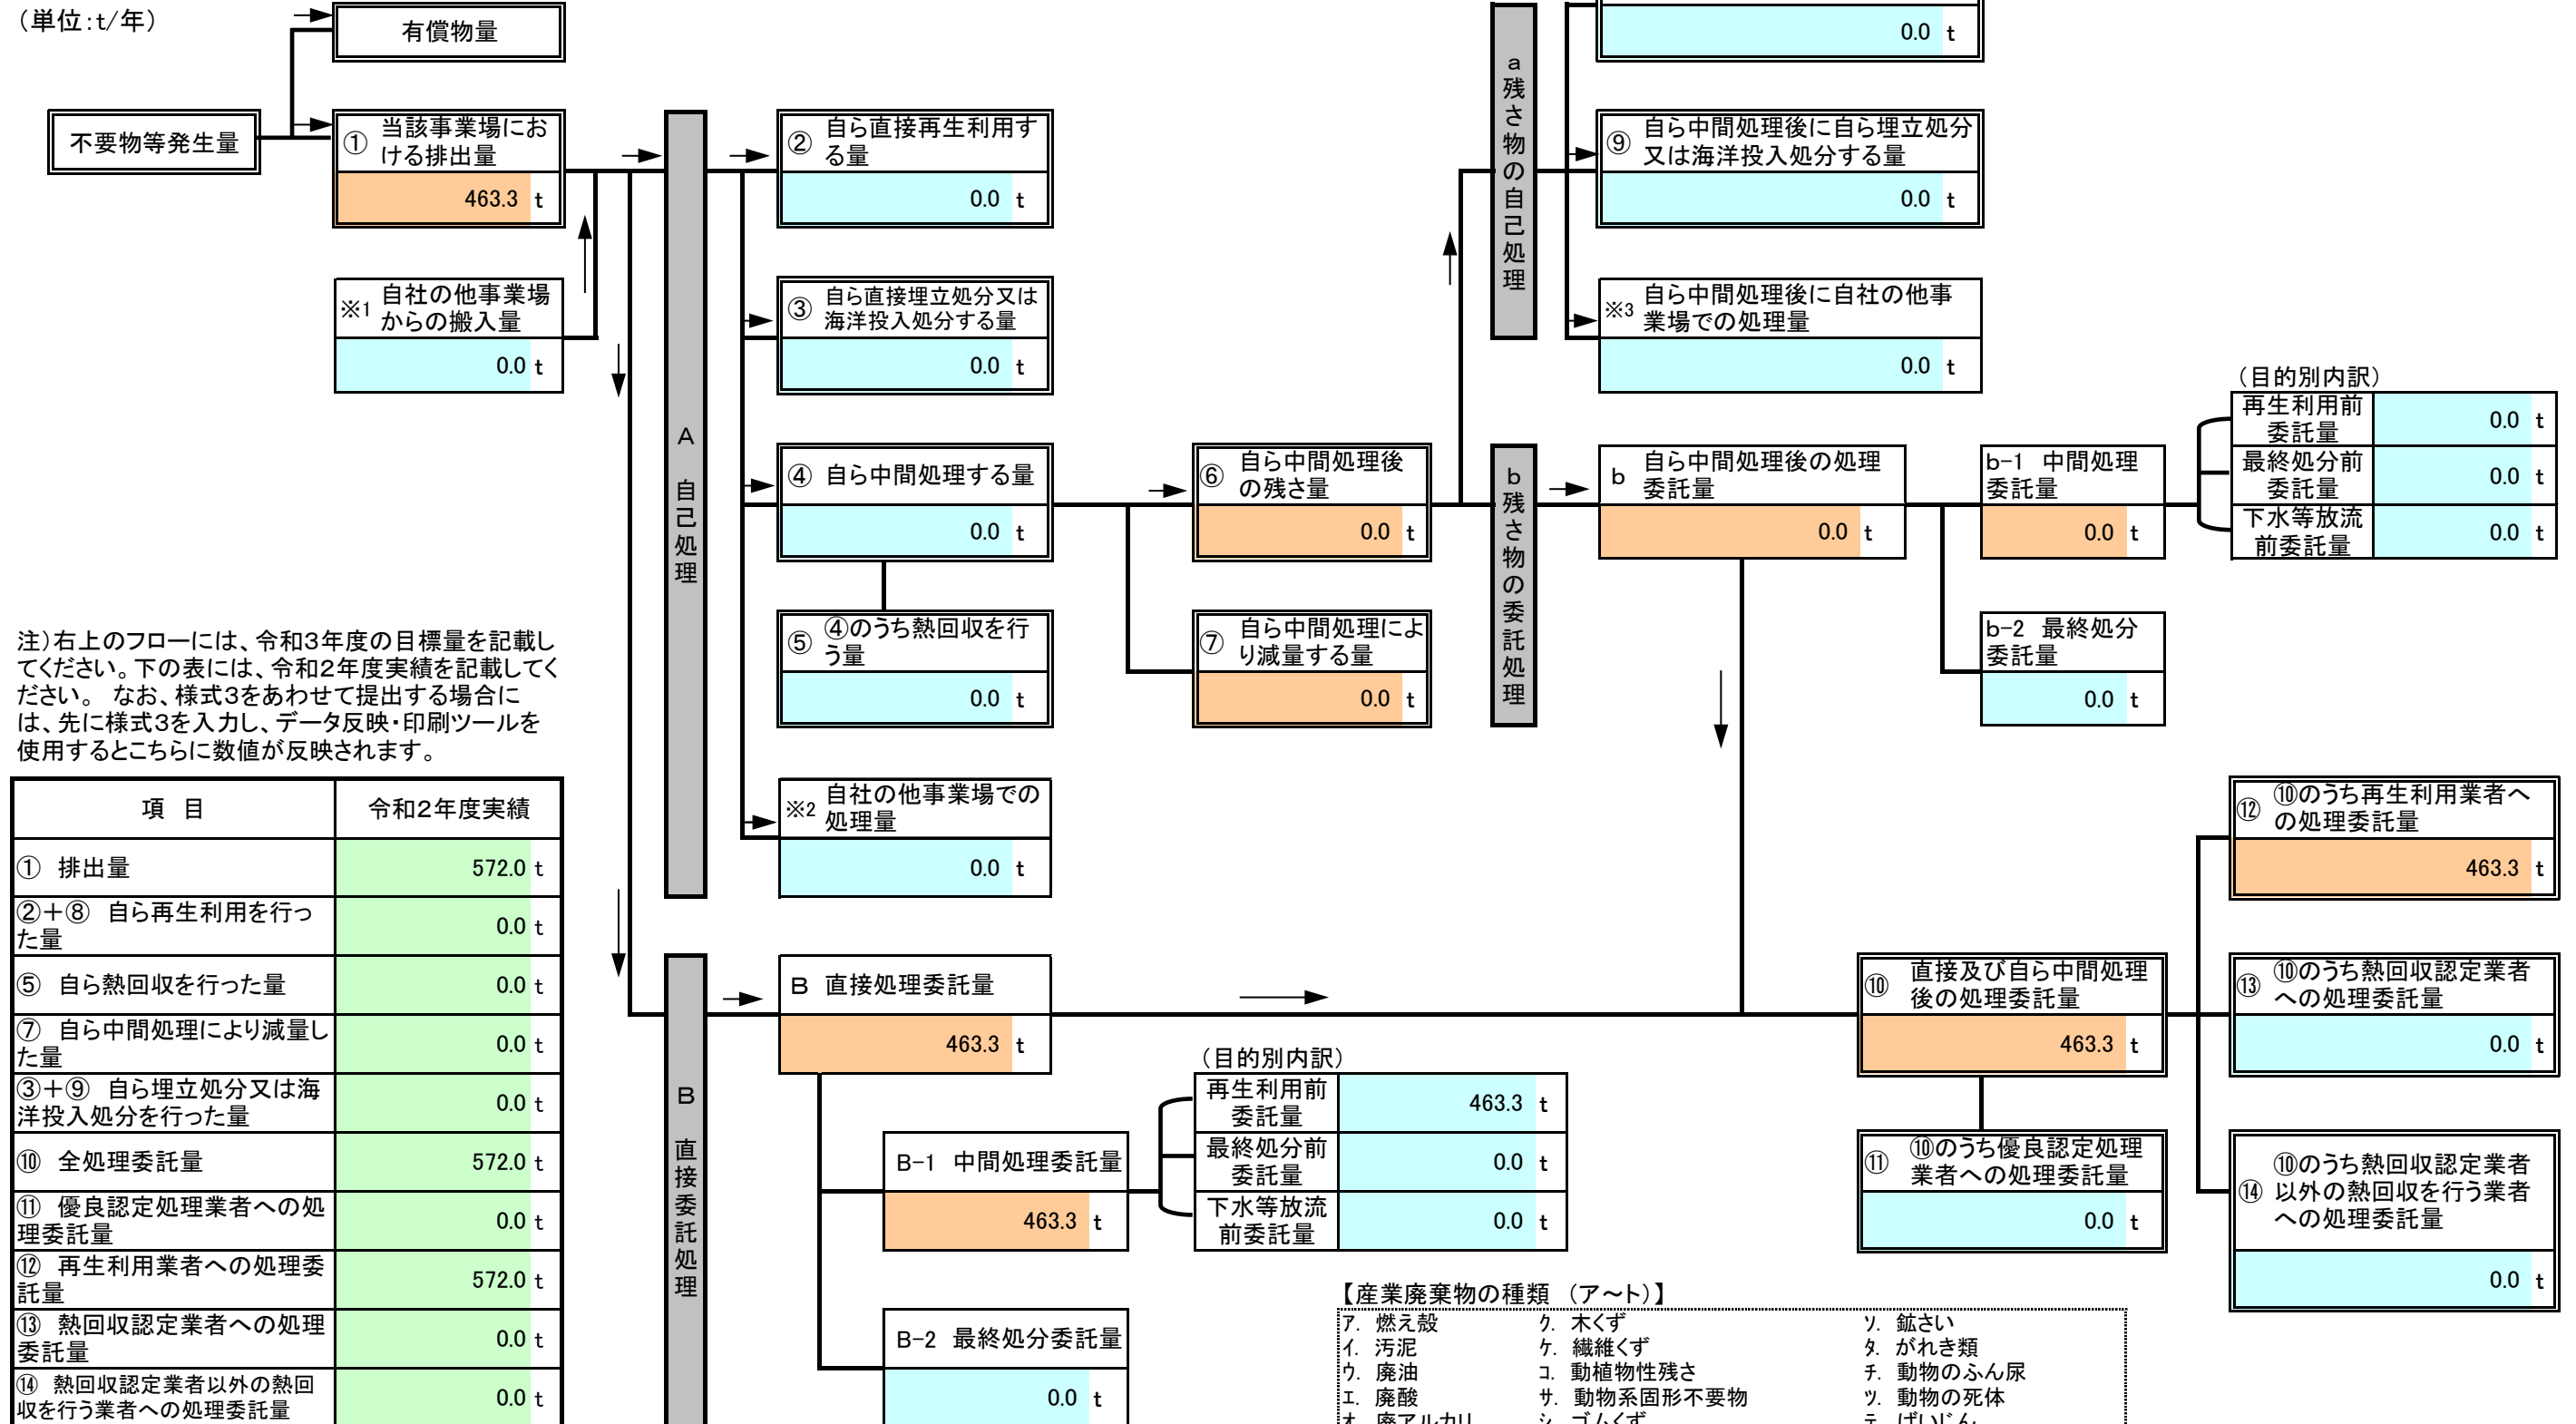 （単位：t/年）
有償物量
不要物等発生量
① 当該事業場にお
ける排出量
463.3 t
※1 自社の他事業場
からの搬入量
0.0 t
A 自己処理
② 自ら直接再生利用す
る量
0.0 t
③ 自ら直接埋立処分又は
海洋投入処分する量
0.0 t
④ 自ら中間処理する量
0.0 t
⑤ ④のうち熱回収を行
う量
0.0 t
※2 自社の他事業場での
処理量
0.0 t
⑥ 自ら中間処理後
の残さ量
0.0 t
⑦ 自ら中間処理によ
り減量する量
0.0 t
a 残さ物の自己処理
0.0 t
⑨ 自ら中間処理後に自ら埋立処分
又は海洋投入処分する量
0.0 t
※3 自ら中間処理後に自社の他事
業場での処理量
0.0 t
b 残さ物の委託処理
b 自ら中間処理後の処理
委託量
0.0 t
b-1 中間処理
委託量
0.0 t
b-2 最終処分
委託量
0.0 t
（目的別内訳）
再生利用前
委託量 0.0 t
最終処分前
委託量 0.0 t
下水等放流
前委託量 0.0 t
注）右上のフローには、令和３年度の目標量を記載し
てください。下の表には、令和２年度実績を記載してく
ださい。 なお、様式３をあわせて提出する場合に
は、先に様式３を入力し、データ反映・印刷ツールを
使用するとこちらに数値が反映されます。
項 目 令和２年度実績
① 排出量 572.0 t
②＋⑧ 自ら再生利用を行っ
た量 0.0 t
⑤ 自ら熱回収を行った量 0.0 t
⑦ 自ら中間処理により減量し
た量 0.0 t
③＋⑨ 自ら埋立処分又は海
洋投入処分を行った量 0.0 t
⑩ 全処理委託量 572.0 t
⑪ 優良認定処理業者への処
理委託量 0.0 t
⑫ 再生利用業者への処理委
託量 572.0 t
⑬ 熱回収認定業者への処理
委託量 0.0 t
⑭ 熱回収認定業者以外の熱回
収を行う業者への処理委託量 0.0 t
B 直接委託処理
B 直接処理委託量
463.3 t
B-1 中間処理委託量
463.3 t
B-2 最終処分委託量
0.0 t
（目的別内訳）
再生利用前
委託量 463.3 t
最終処分前
委託量 0.0 t
下水等放流
前委託量 0.0 t
⑩ 直接及び自ら中間処理
後の処理委託量
463.3 t
⑪ ⑩のうち優良認定処理
業者への処理委託量
0.0 t
⑫ ⑩のうち再生利用業者へ
の処理委託量
463.3 t
⑬ ⑩のうち熱回収認定業者
への処理委託量
0.0 t
⑭ ⑩のうち熱回収認定業者
以外の熱回収を行う業者
への処理委託量
0.0 t
【産業廃棄物の種類 （ア～ト）】
ア. 燃え殻 ク. 木くず ソ. 鉱さい
イ. 汚泥 ケ. 繊維くず タ. がれき類
ウ. 廃油 コ. 動植物性残さ チ. 動物のふん尿
エ. 廃酸 サ. 動物系固形不要物 ツ. 動物の死体
オ. 廃アルカリ シ. ゴムくず テ. ばいじん